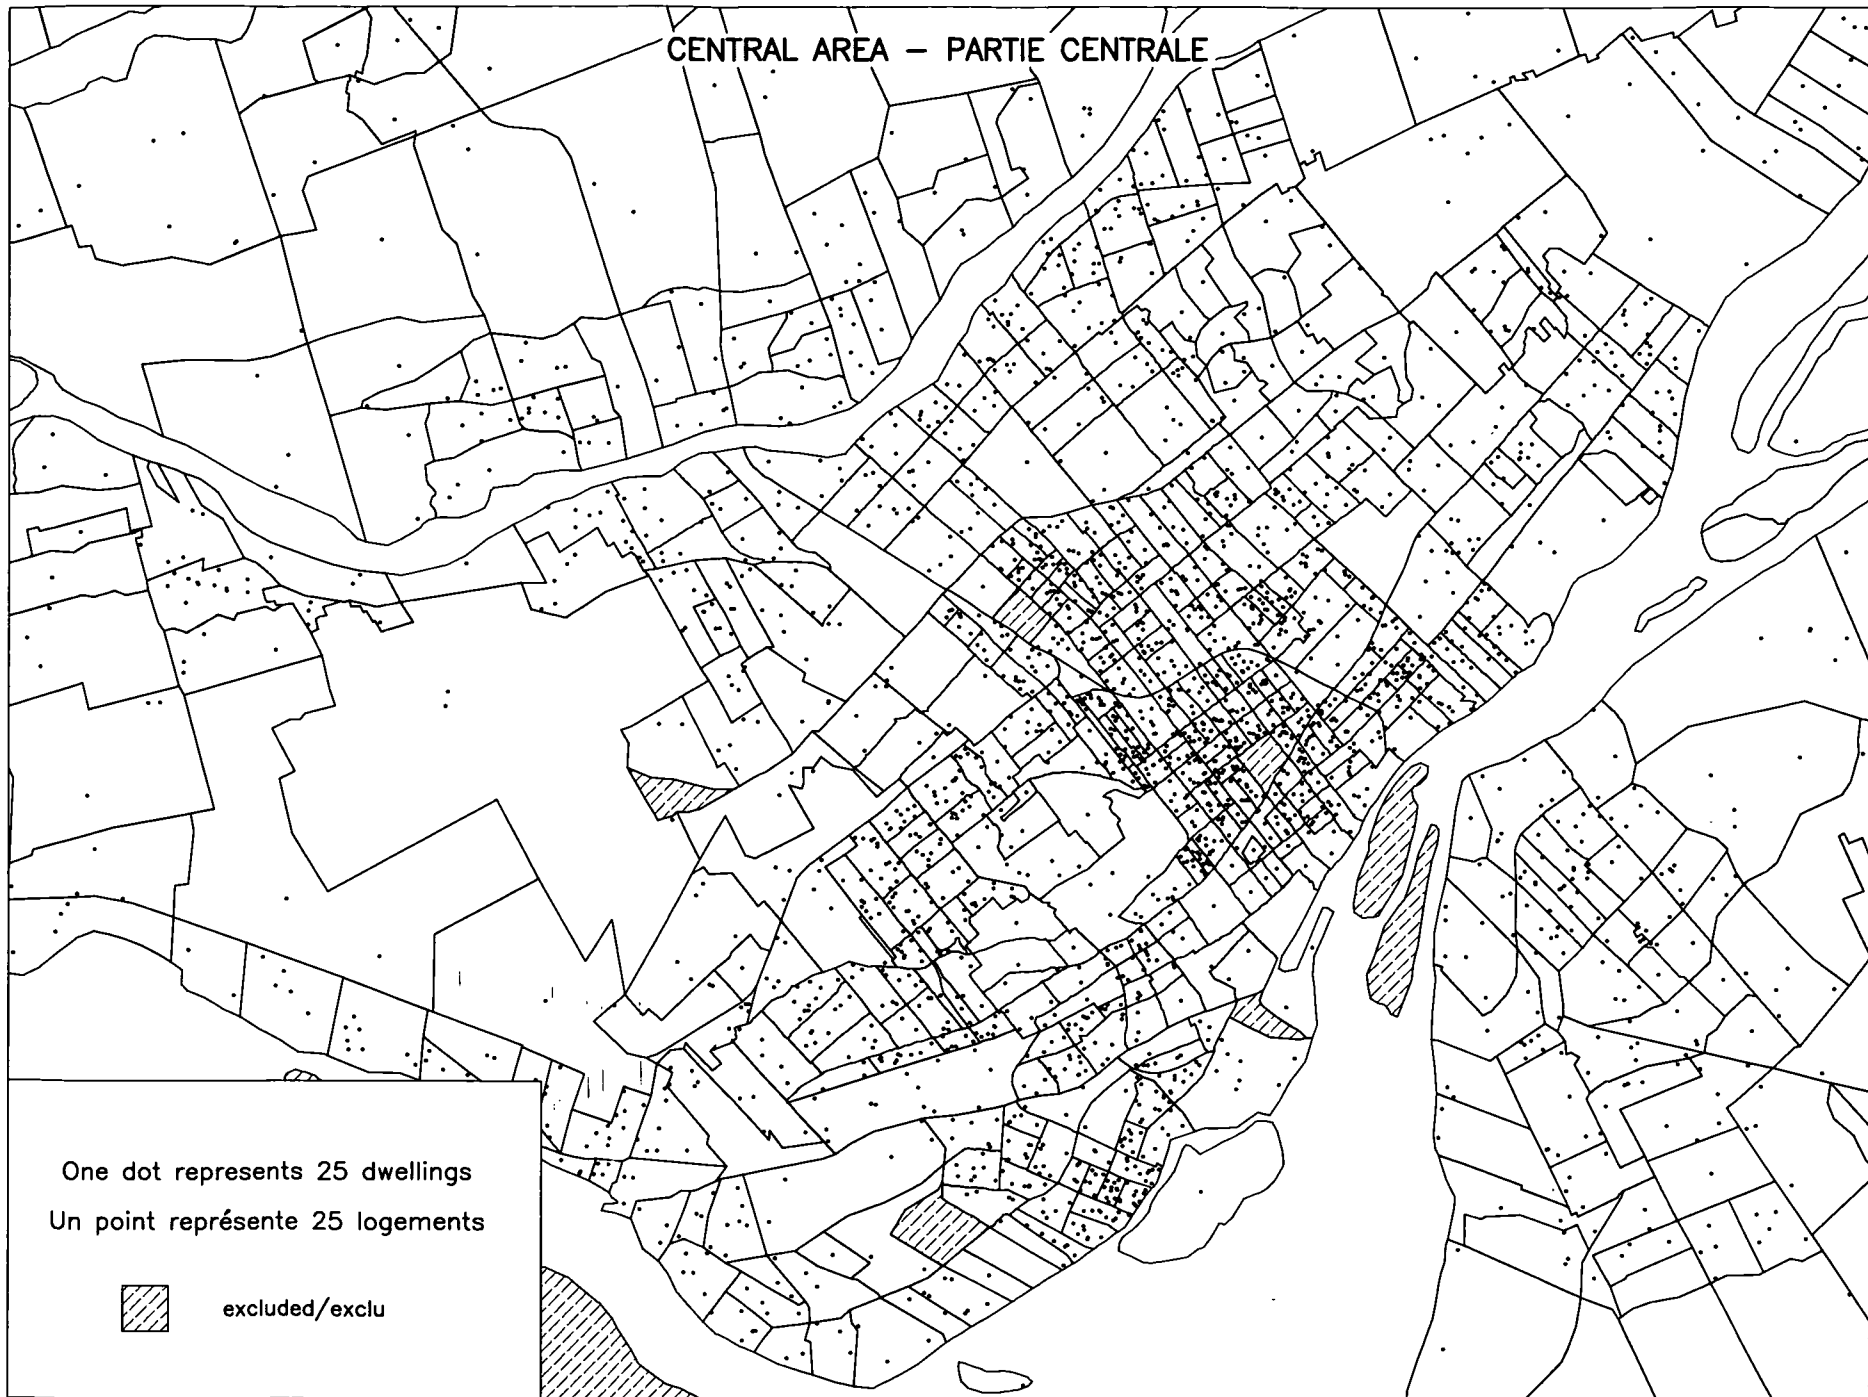 CENTRAL AREA – PARTIE CENTRALE
One dot represents 25 dwellings
Un point représente 25 logements
excluded/exclu